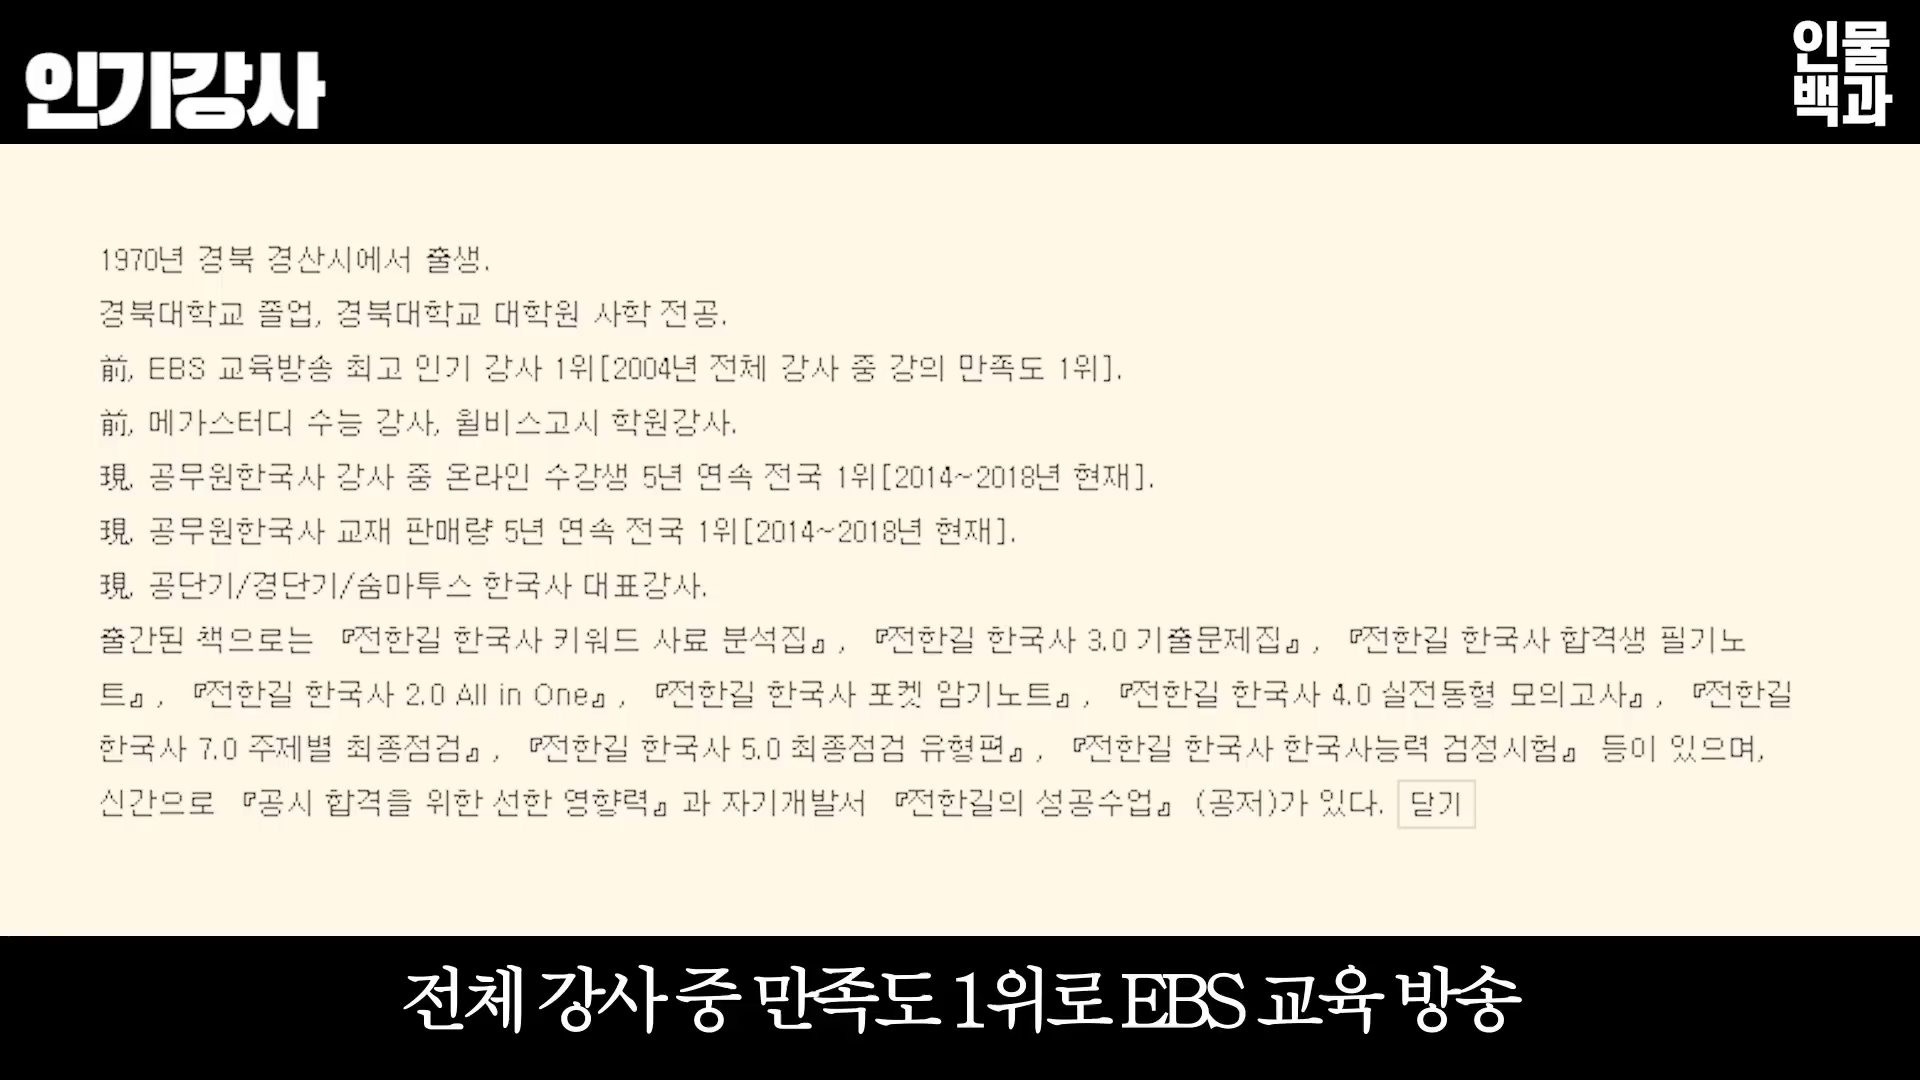 인기강사
인물
백과
1970년 경북 경산시에서 출생.
경북대학교 졸업, 경북대학교 대학원 사학 전공.
前, EBS 교육방송 최고 인기 강사 1위[2004년 전체 강사 중 강의 만족도 1위].
前, 메가스터디 수능 강사, 윌비스고시 학원강사.
現, 공무원한국사 강사 중 온라인 수강생 5년 연속 전국 1위[2014~2018년 현재].
現, 공무원한국사 교재 판매량 5년 연속 전국 1위[2014~2018년 현재].
現, 공단기/경단기/숨마투스 한국사 대표강사.
출간된 책으로는 『전한길 한국사 키워드 사료 분석집』, 『전한길 한국사 3.0 기출문제집』, 『전한길 한국사 합격생 필기노
트』, 『전한길 한국사 2.0 All in One』, 『전한길 한국사 포켓 암기노트』, 『전한길 한국사 4.0 실전동형 모의고사』, 『전한길
한국사 7.0 주제별 최종점검』, 『전한길 한국사 5.0 최종점검 유형편』, 『전한길 한국사 한국사능력 검정시험』 등이 있으며,
신간으로 『공시 합격을 위한 선한 영향력』과 자기개발서 『전한길의 성공수업』 (공저)가 있다. 닫기
전체 강사 중 만족도 1위로 EBS 교육 방송